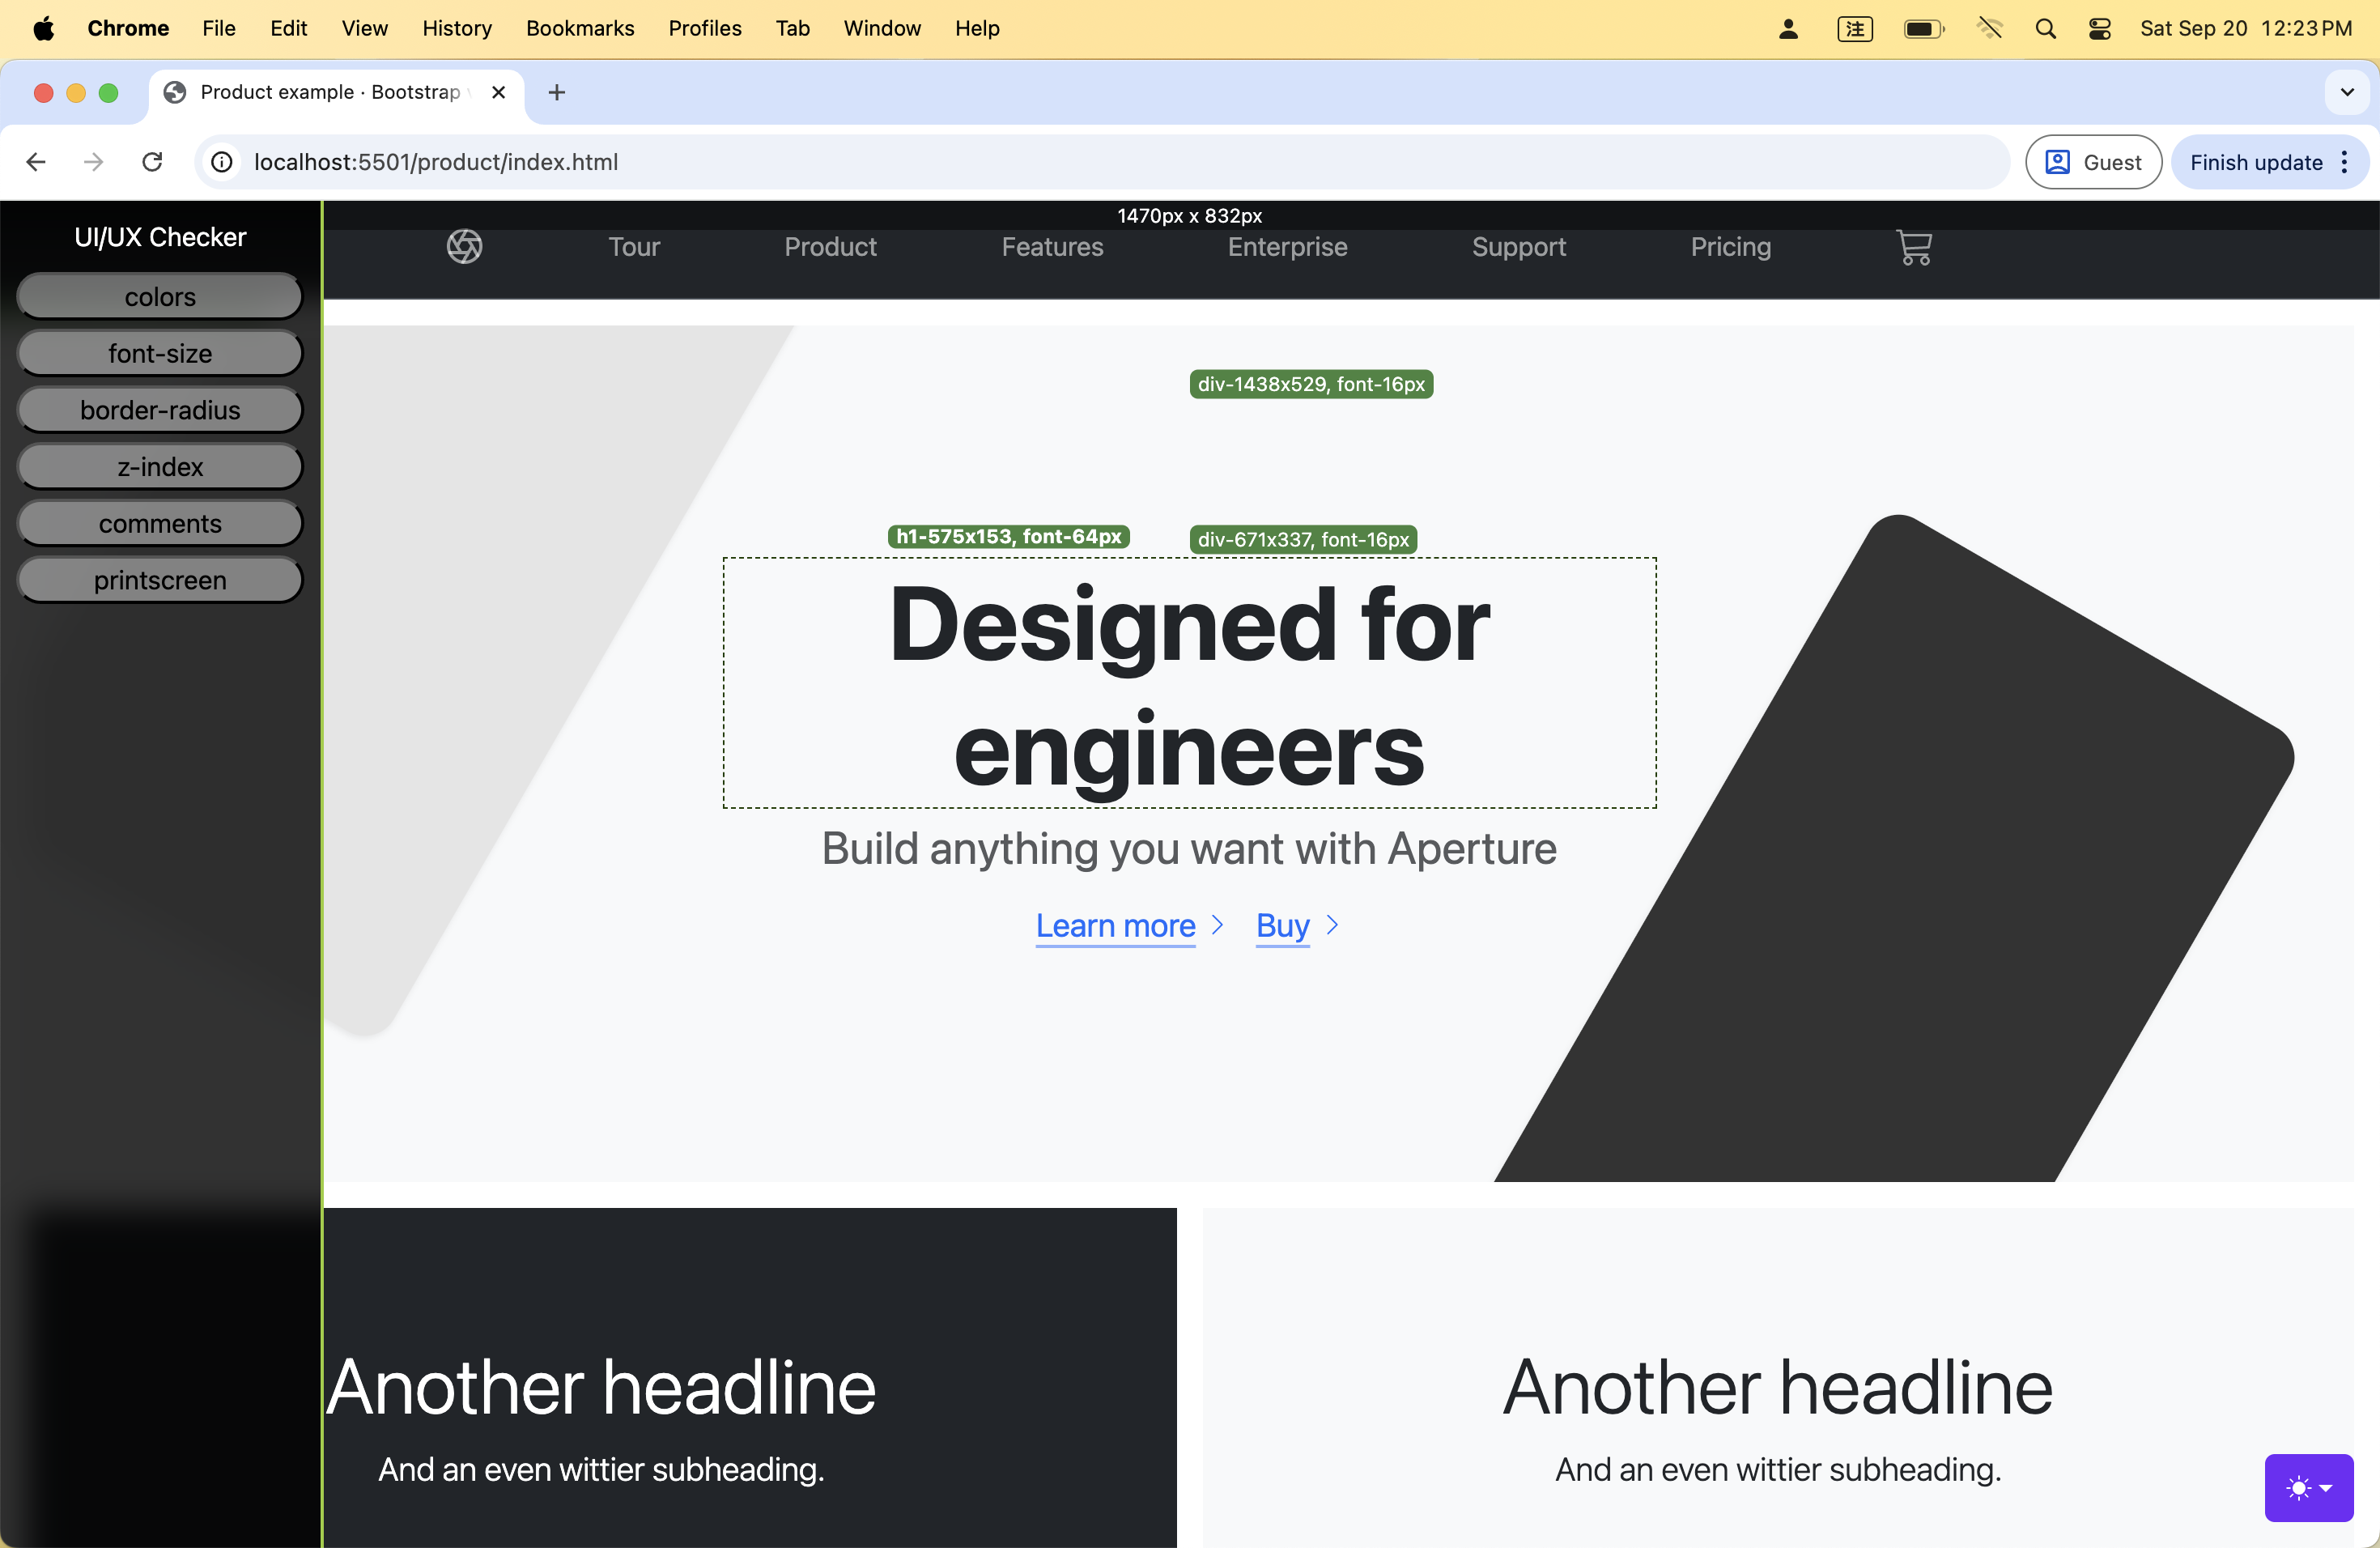 Chrome File Edit View History Bookmarks Profiles Tab Window Help 注 Sat Sep 20 12:23 PM
Product example · Bootstrap
localhost:5501/product/index.html Guest Finish update
1470px x 832px
UI/UX Checker
colors
font-size
border-radius
z-index
comments
printscreen
Tour Product Features Enterprise Support Pricing
div-1438x529, font-16px
h1-575x153, font-64px div-671x337, font-16px
Designed for
engineers
Build anything you want with Aperture
Learn more Buy
Another headline
And an even wittier subheading.
Another headline
And an even wittier subheading.